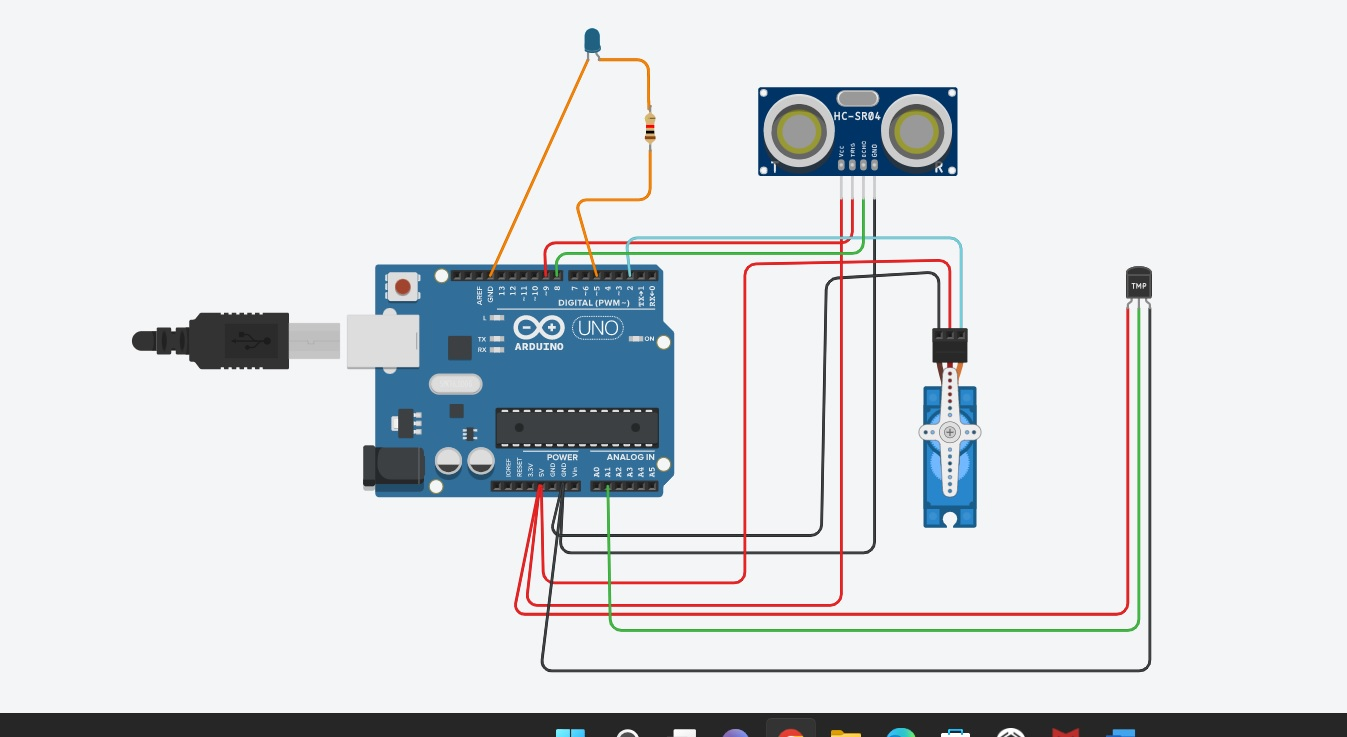 HC-SR04
VCC
TRIG
ECHO
GND
T
R
AREF
GND
13
12
~11
~10
~9
8
7
~6
~5
4
~3
2
TX→1
RX←0
DIGITAL (PWM~)
L
TX
RX
ARDUINO
UNO
ON
TMP
POWER
ANALOG IN
IOREF
RESET
3.3V
5V
GND
GND
Vin
A0
A1
A2
A3
A4
A5